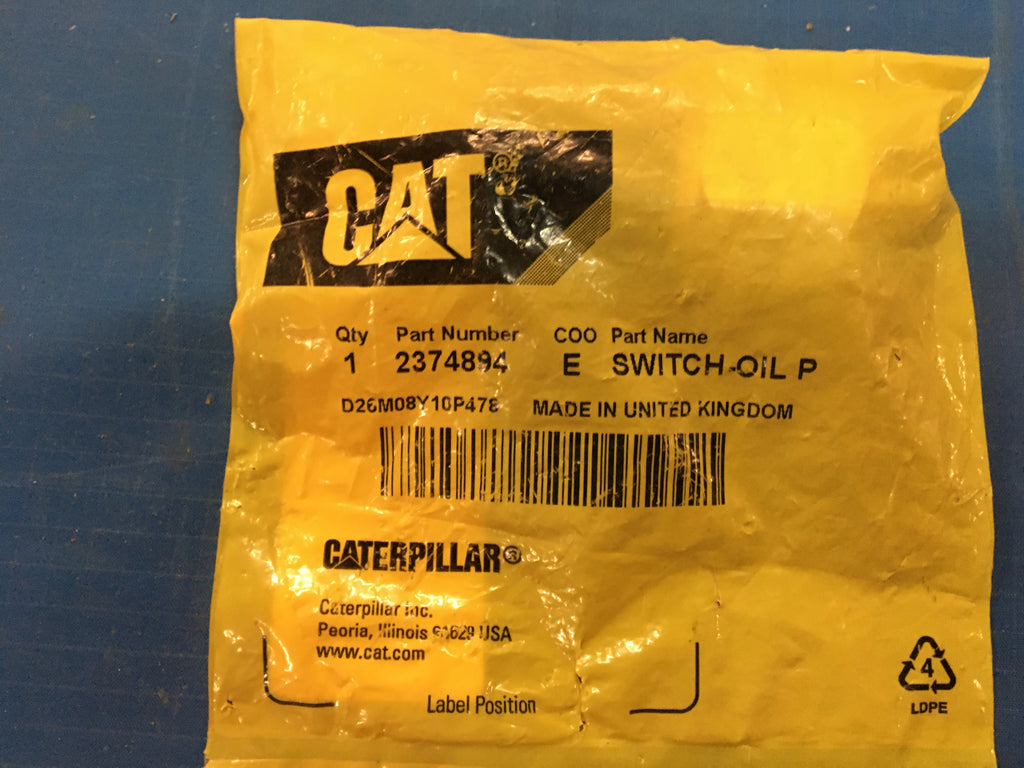 CAT®
Qty Part Number COO Part Name
1 2374894 E SWITCH-OIL P
D26M08Y10P478 MADE IN UNITED KINGDOM
CATERPILLAR®
Caterpillar Inc.
Peoria, Illinois 61629 USA
www.cat.com
Label Position
4
LDPE